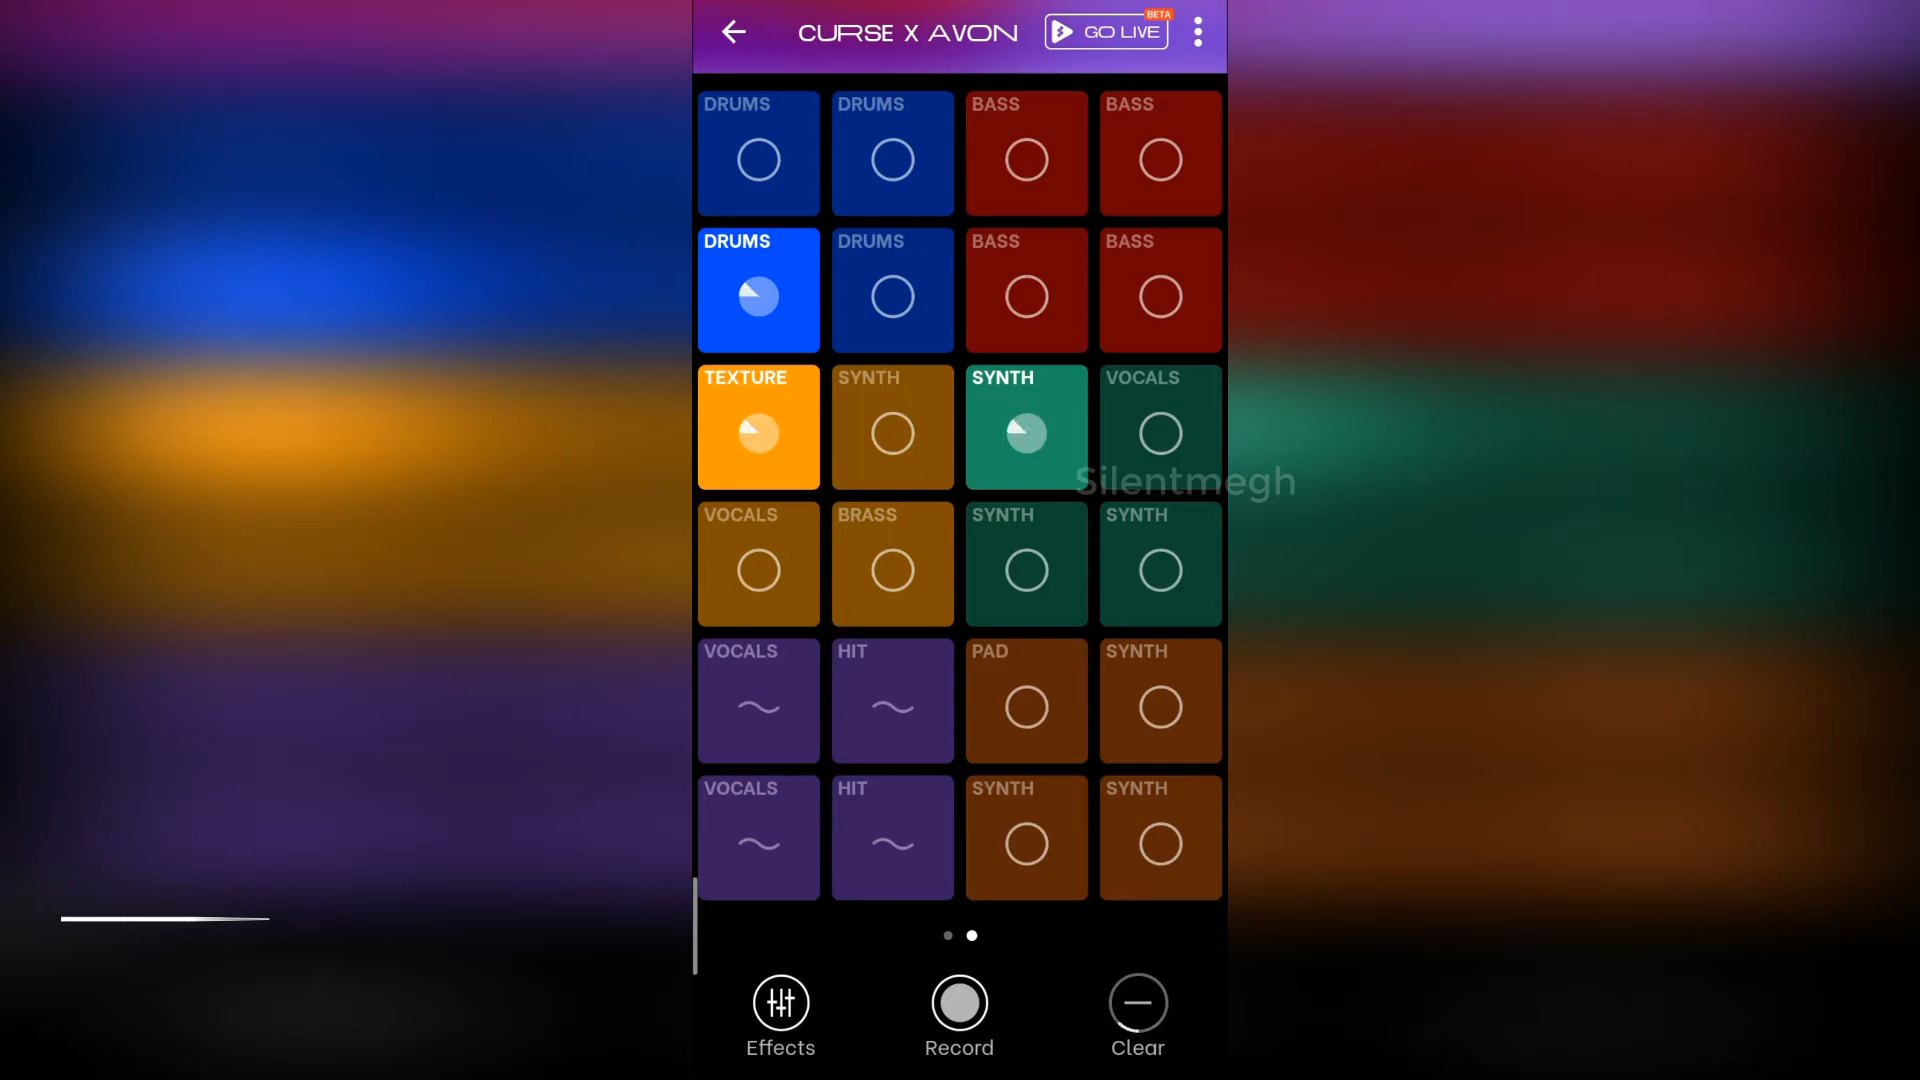 CURSE X AVON
BETA
GO LIVE
DRUMS DRUMS BASS BASS
DRUMS DRUMS BASS BASS
TEXTURE SYNTH SYNTH VOCALS
Silentmegh
VOCALS BRASS SYNTH SYNTH
VOCALS HIT PAD SYNTH
VOCALS HIT SYNTH SYNTH
Effects Record Clear